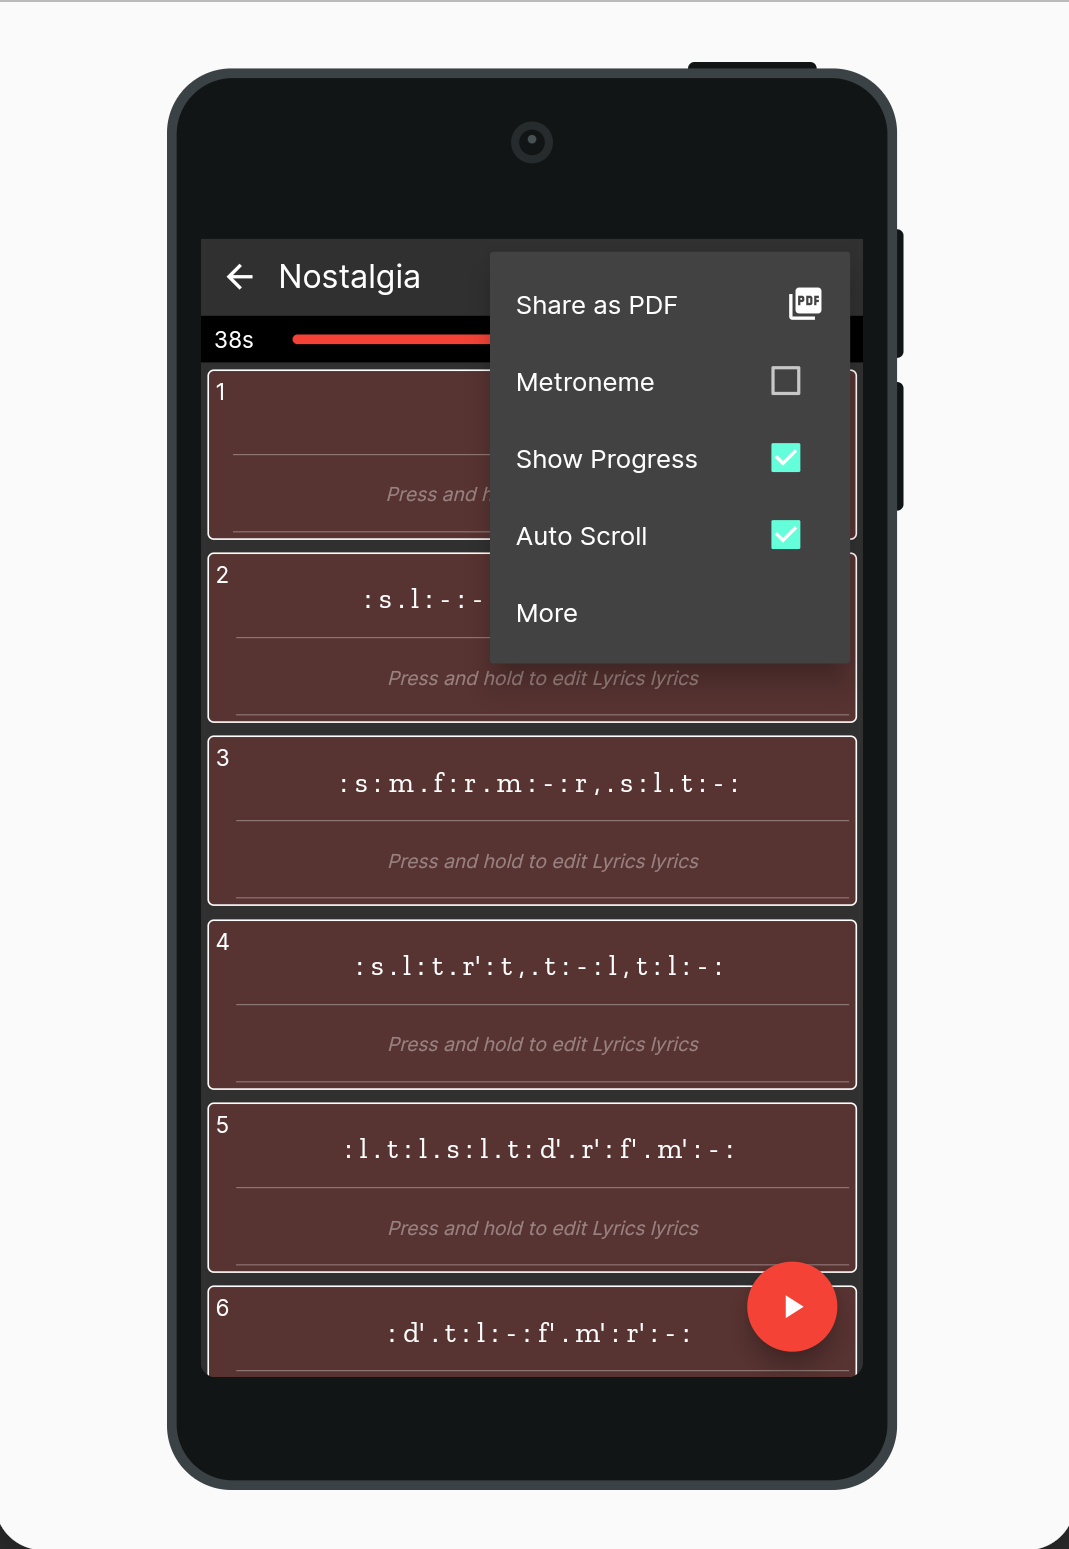 Nostalgia
Share as PDF
PDF
38s
Metroneme
Show Progress
Auto Scroll
More
1
Press and
2
: s . l : - : -
Press and hold to edit Lyrics lyrics
3
: s : m . f : r . m : - : r , . s : l . t : - :
Press and hold to edit Lyrics lyrics
4
: s . l : t . r' : t , . t : - : l , t : l : - :
Press and hold to edit Lyrics lyrics
5
: l . t : l . s : l . t : d' . r' : f' . m' : - :
Press and hold to edit Lyrics lyrics
6
: d' . t : l : - : f' . m' : r' : - :